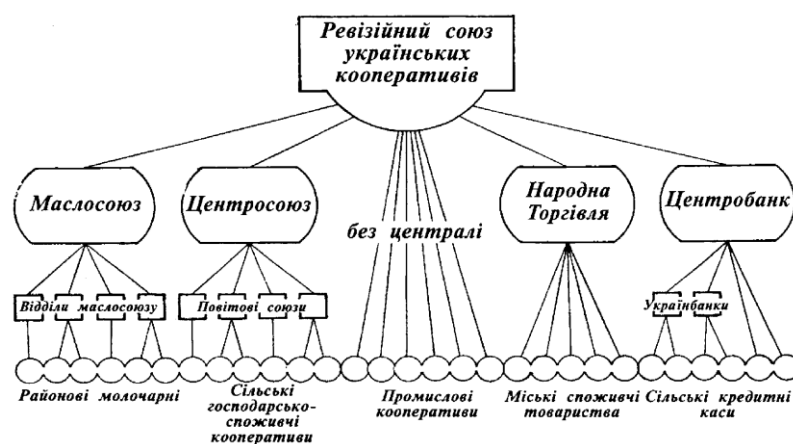 Ревізійний союз
українських
кооперативів
Маслосоюз
Центросоюз
без централі
Народна
Торгівля
Центробанк
Відділи маслосоюзу
Повітові союзи
Українбанки
Районові молочарні
Сільські
господарсько-
споживчі
кооперативи
Промислові
кооперативи
Міські споживчі
товариства
Сільські кредитні
каси